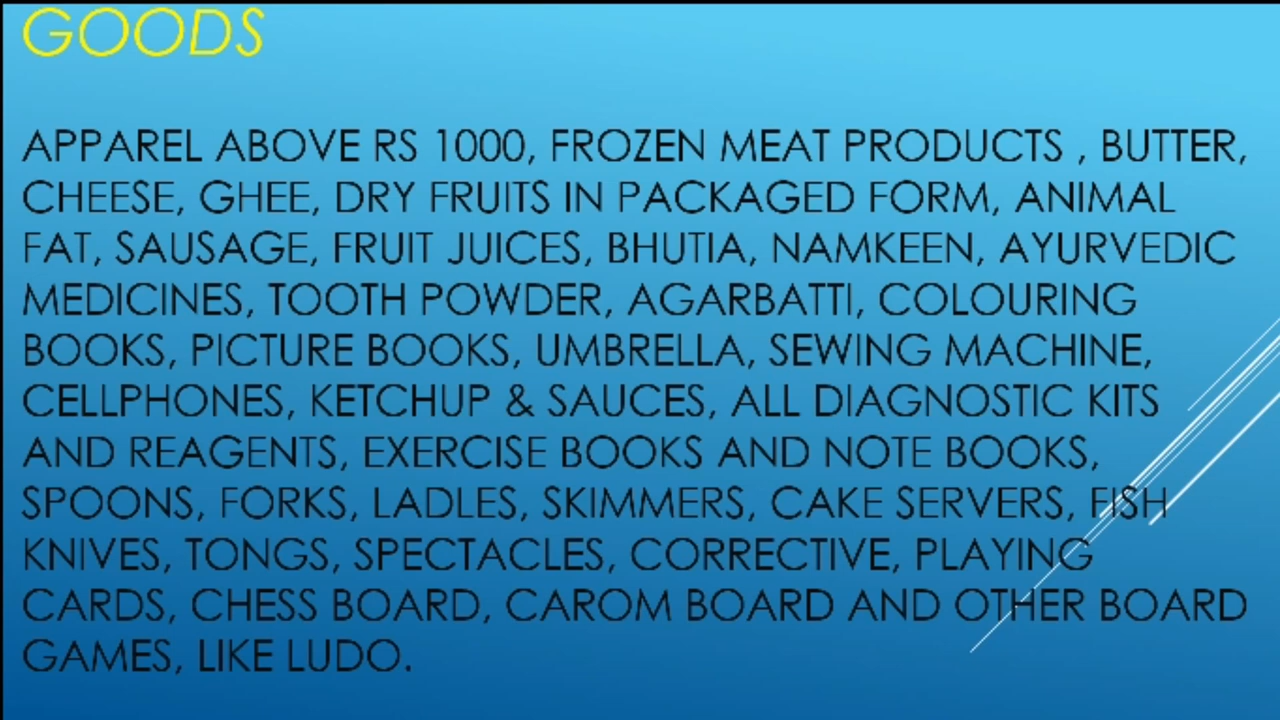 GOODS
APPAREL ABOVE RS 1000, FROZEN MEAT PRODUCTS , BUTTER,
CHEESE, GHEE, DRY FRUITS IN PACKAGED FORM, ANIMAL
FAT, SAUSAGE, FRUIT JUICES, BHUTIA, NAMKEEN, AYURVEDIC
MEDICINES, TOOTH POWDER, AGARBATTI, COLOURING
BOOKS, PICTURE BOOKS, UMBRELLA, SEWING MACHINE,
CELLPHONES, KETCHUP & SAUCES, ALL DIAGNOSTIC KITS
AND REAGENTS, EXERCISE BOOKS AND NOTE BOOKS,
SPOONS, FORKS, LADLES, SKIMMERS, CAKE SERVERS, FISH
KNIVES, TONGS, SPECTACLES, CORRECTIVE, PLAYING
CARDS, CHESS BOARD, CAROM BOARD AND OTHER BOARD
GAMES, LIKE LUDO.